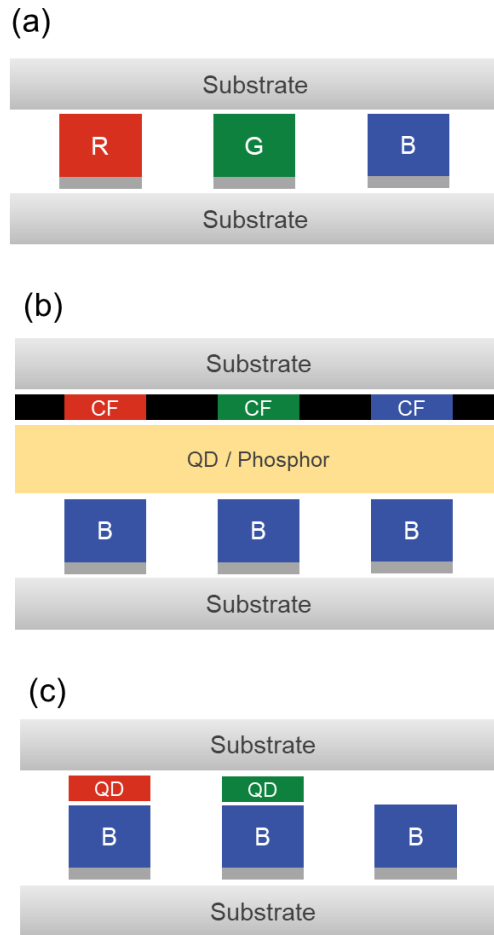 (a)
Substrate
R G B
Substrate
(b)
Substrate
CF CF CF
QD / Phosphor
B B B
Substrate
(c)
Substrate
QD QD
B B B
Substrate